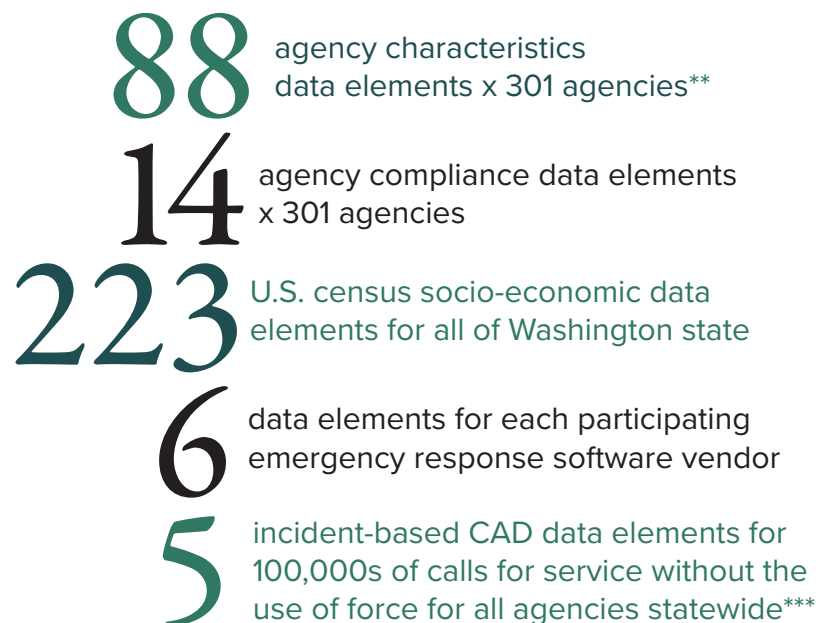 88
agency characteristics
data elements x 301 agencies**
14
agency compliance data elements
x 301 agencies
223
U.S. census socio-economic data
elements for all of Washington state
6
data elements for each participating
emergency response software vendor
5
incident-based CAD data elements for
100,000s of calls for service without the
use of force for all agencies statewide***